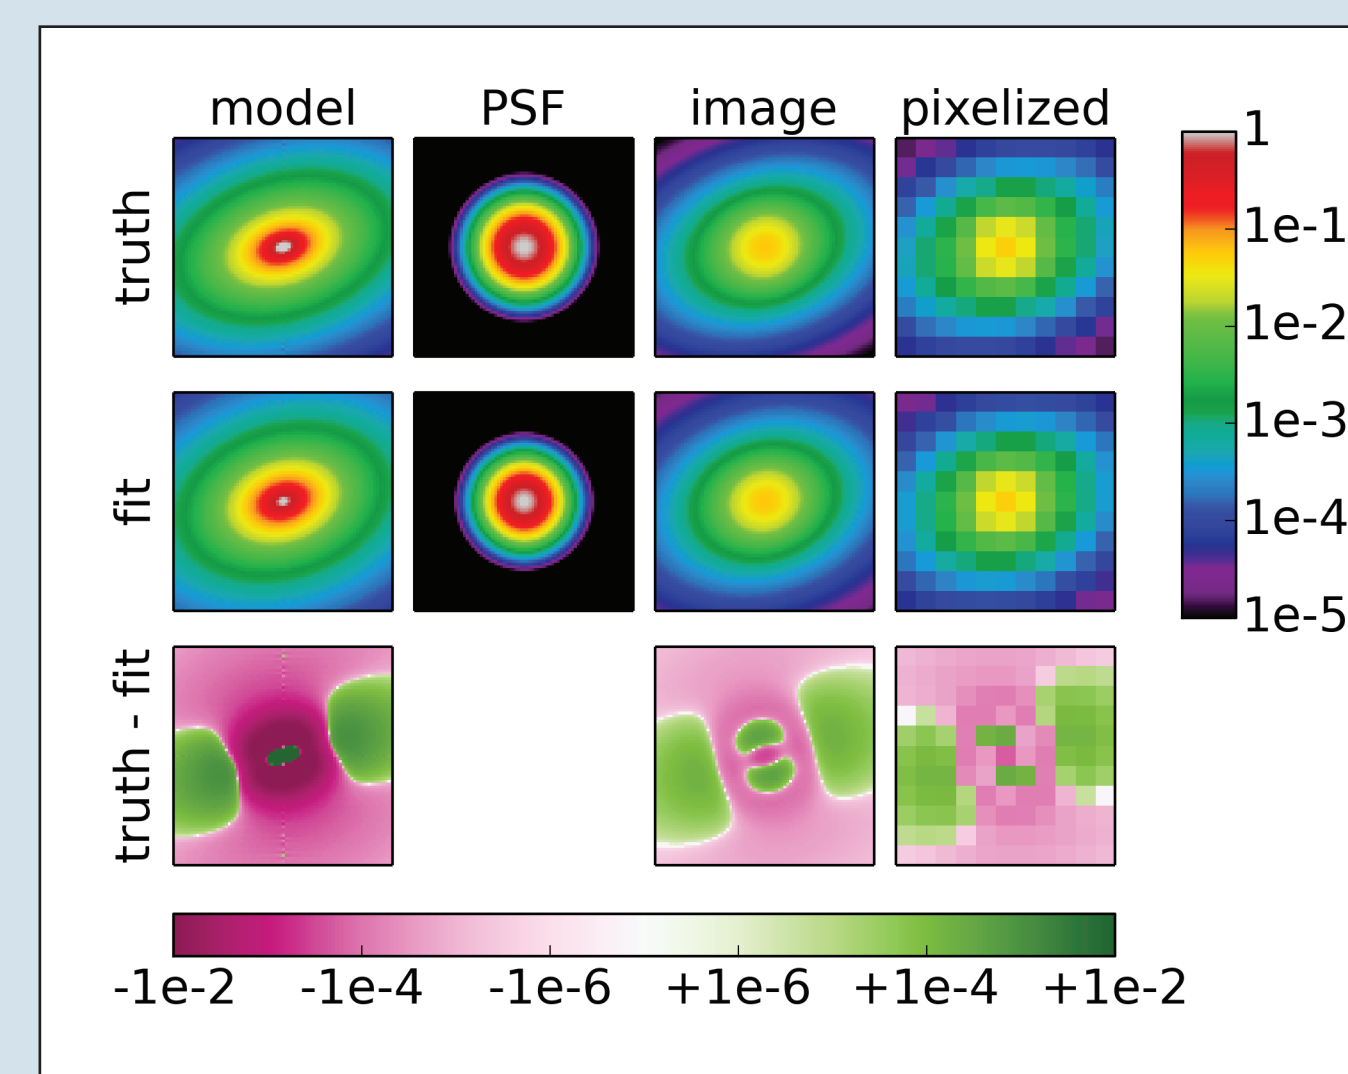 model PSF image pixelized
truth
fit
truth - fit
1
1e-1
1e-2
1e-3
1e-4
1e-5
-1e-2 -1e-4 -1e-6 +1e-6 +1e-4 +1e-2